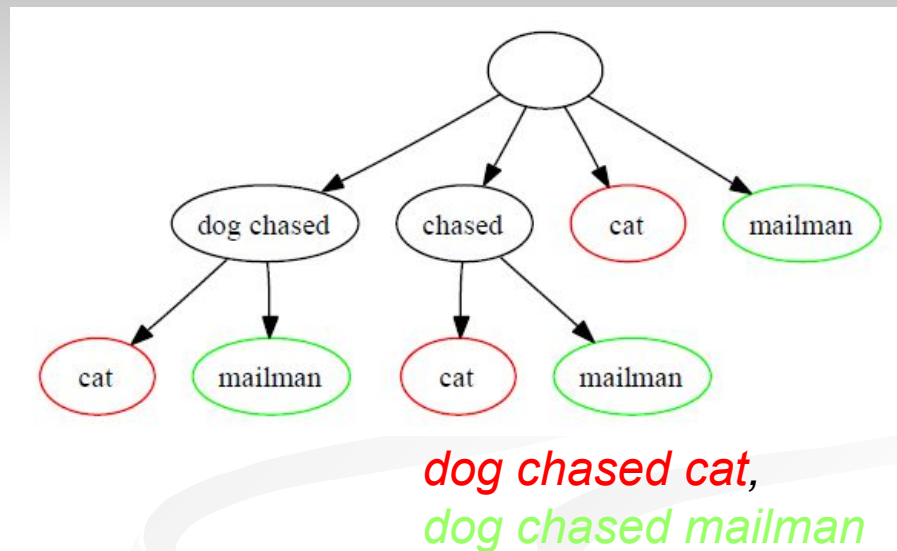 dog chased chased cat mailman
cat mailman cat mailman
dog chased cat,
dog chased mailman